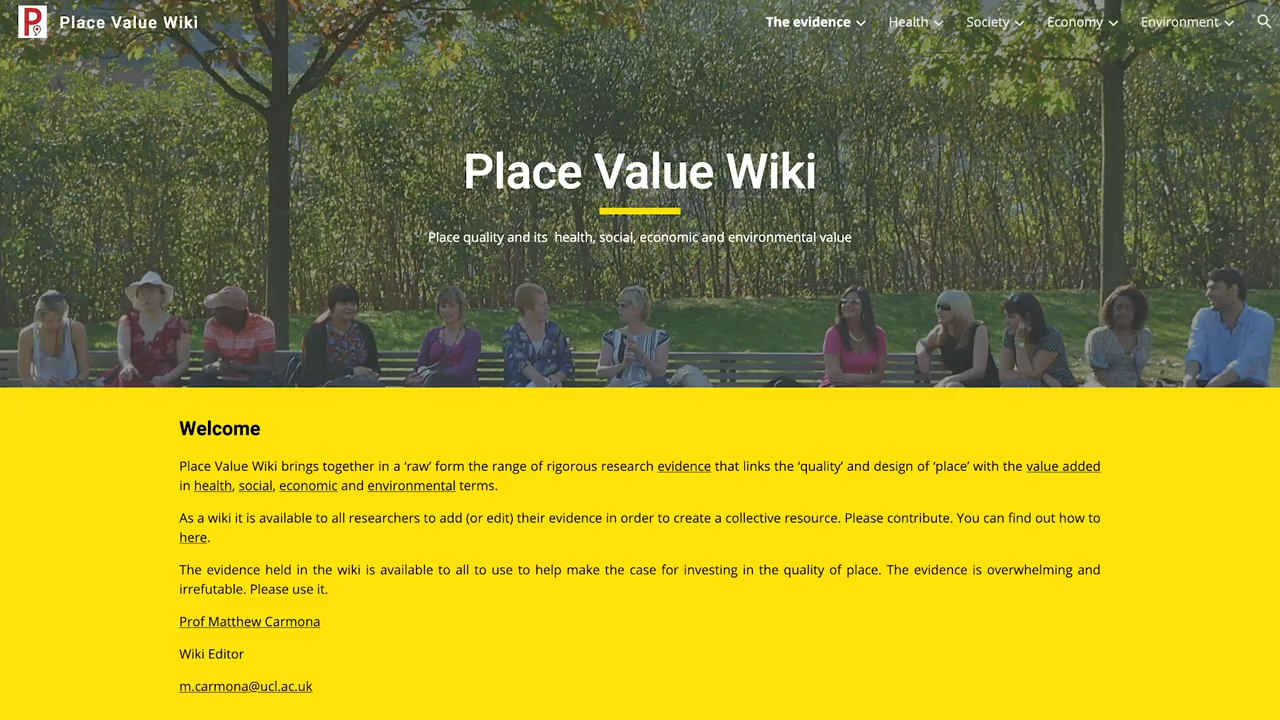 Place Value Wiki
The evidence Health Society Economy Environment
Place Value Wiki
Place quality and its health, social, economic and environmental value
Welcome
Place Value Wiki brings together in a ‘raw’ form the range of rigorous research evidence that links the ‘quality’ and design of ‘place’ with the value added
in health, social, economic and environmental terms.
As a wiki it is available to all researchers to add (or edit) their evidence in order to create a collective resource. Please contribute. You can find out how to
here.
The evidence held in the wiki is available to all to use to help make the case for investing in the quality of place. The evidence is overwhelming and
irrefutable. Please use it.
Prof Matthew Carmona
Wiki Editor
m.carmona@ucl.ac.uk